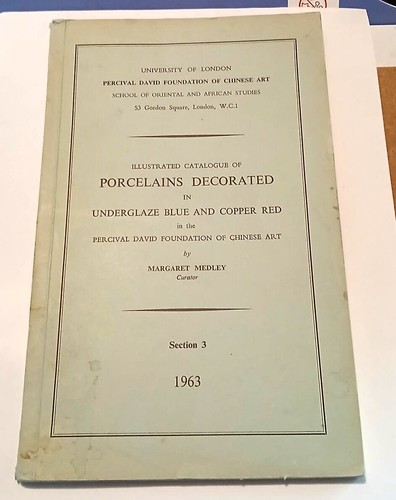 UNIVERSITY OF LONDON
PERCIVAL DAVID FOUNDATION OF CHINESE ART
SCHOOL OF ORIENTAL AND AFRICAN STUDIES
53 Gordon Square, London, W.C.1
ILLUSTRATED CATALOGUE OF
PORCELAINS DECORATED
IN
UNDERGLAZE BLUE AND COPPER RED
in the
PERCIVAL DAVID FOUNDATION OF CHINESE ART
by
MARGARET MEDLEY
Curator
Section 3
1963